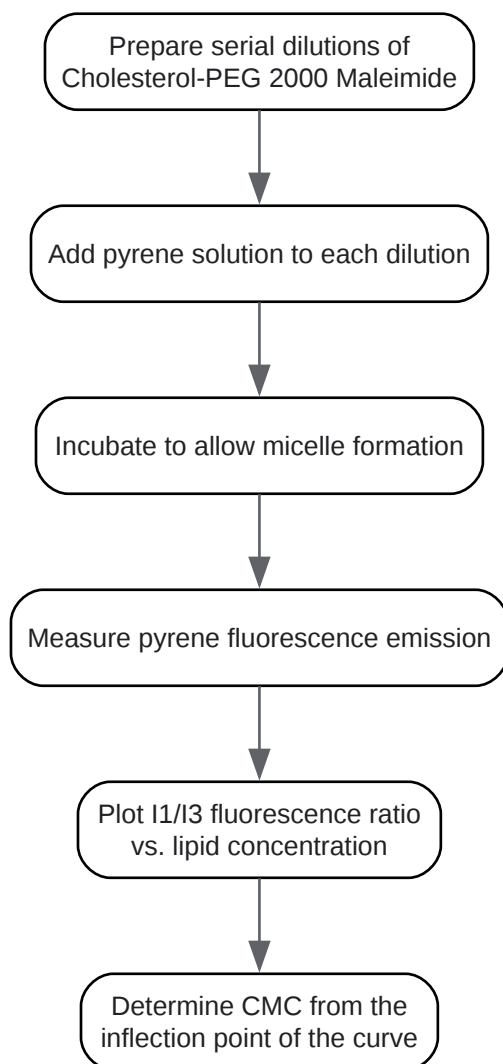 Prepare serial dilutions of
Cholesterol-PEG 2000 Maleimide
Add pyrene solution to each dilution
Incubate to allow micelle formation
Measure pyrene fluorescence emission
Plot I1/I3 fluorescence ratio
vs. lipid concentration
Determine CMC from the
inflection point of the curve